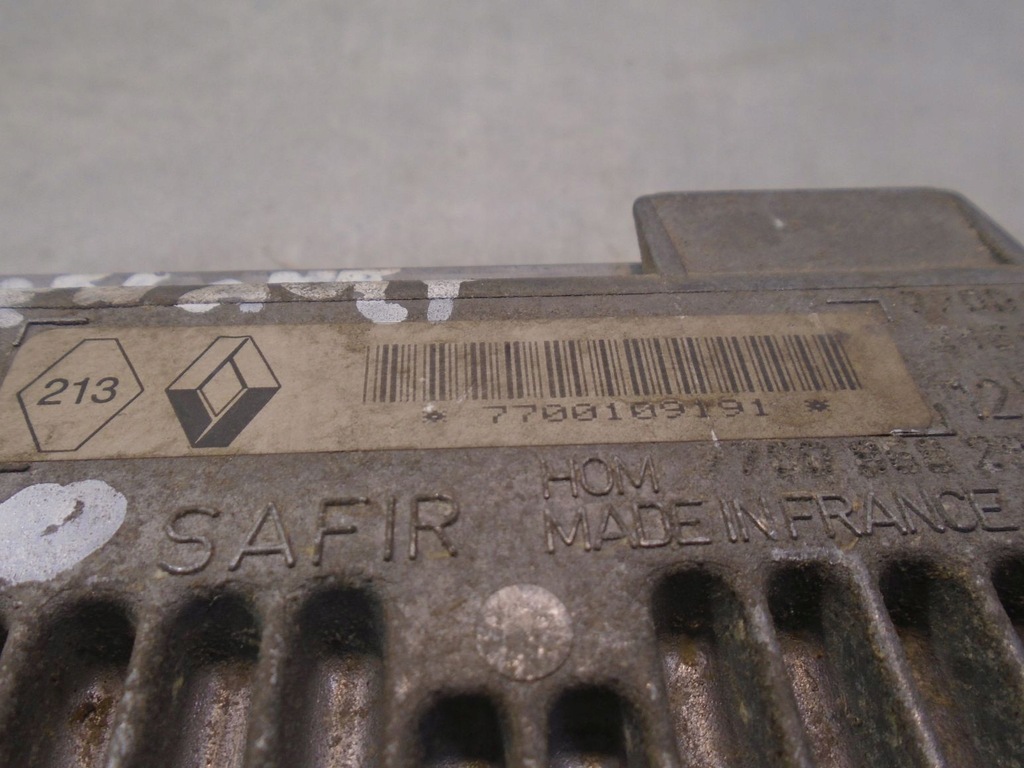 213
* 7700109191 *
HOM
SAFIR
MADE IN FRANCE